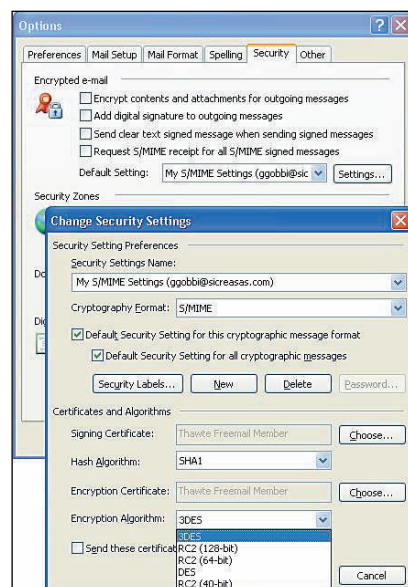 Options
Preferences Mail Setup Mail Format Spelling Security Other
Encrypted e-mail
Encrypt contents and attachments for outgoing messages
Add digital signature to outgoing messages
Send clear text signed message when sending signed messages
Request S/MIME receipt for all S/MIME signed messages
Default Setting: My S/MIME Settings (ggobbi@sic Settings...
Security Zones
Change Security Settings
Do
Dig
Security Setting Preferences
Security Settings Name:
My S/MIME Settings (ggobbi@sicreasas.com)
Cryptography Format: S/MIME
Default Security Setting for this cryptographic message format
Default Security Setting for all cryptographic messages
Security Labels... New Delete Password...
Certificates and Algorithms
Signing Certificate: Thawte Freemail Member Choose...
Hash Algorithm: SHA1
Encryption Certificate: Thawte Freemail Member Choose...
Encryption Algorithm: 3DES
3DES
Send these certificat RC2 (128-bit)
RC2 (64-bit)
DES
RC2 (40-bit)
Cancel